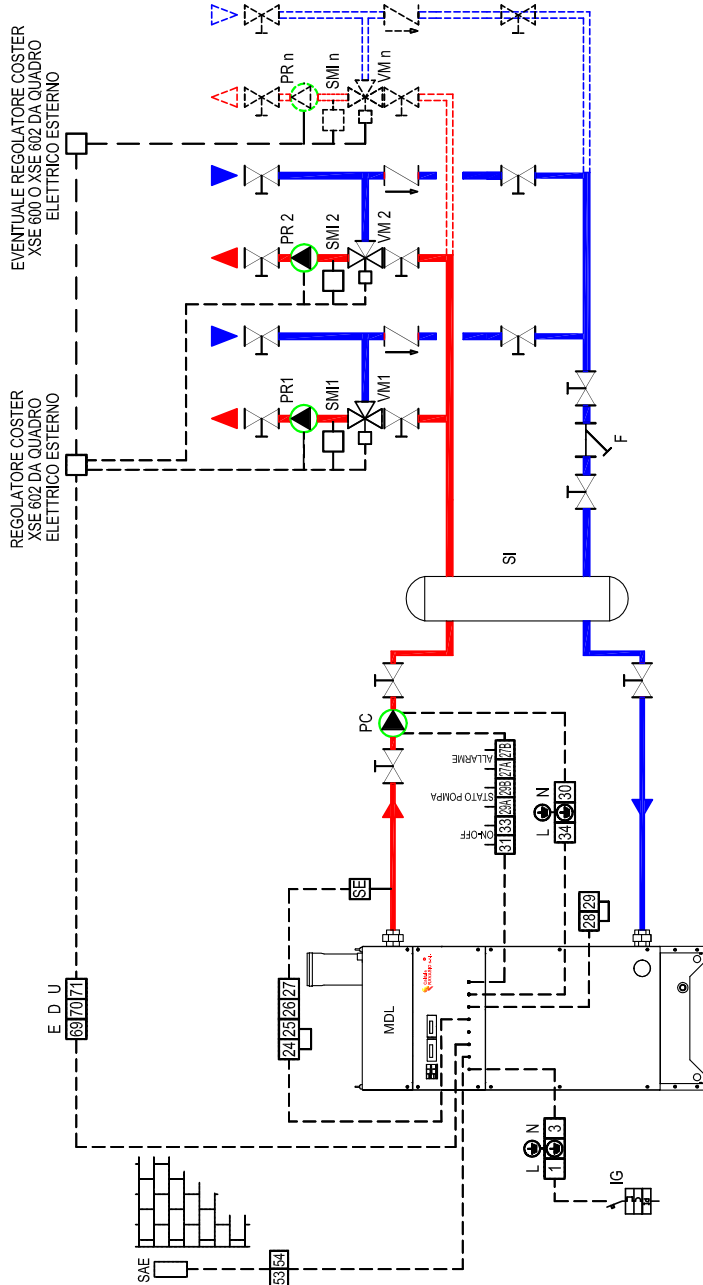 EVENTUALE REGOLATORE COSTER
XSE 600 O XSE 602 DA QUADRO
ELETTRICO ESTERNO
REGOLATORE COSTER
XSE 602 DA QUADRO
ELETTRICO ESTERNO
PR n
SMI n
VM n
PR 2
SMI 2
VM 2
PR1
SMI1
VM1
F
SI
PC
ALLARME
STATO POMPA
ON-OFF
31 33 29A 29B 27A 27B
L N
34 30
28 29
SE
24 25 26 27
E D U
69 70 71
MDL
L N
1 3
IG
SAE
53 54